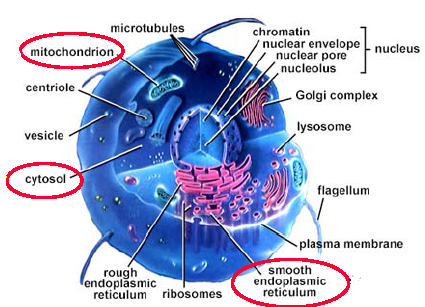 microtubules
chromatin
nuclear envelope
nuclear pore
nucleolus
nucleus
mitochondrion
centriole
Golgi complex
vesicle
lysosome
cytosol
flagellum
plasma membrane
rough
endoplasmic
reticulum
ribosomes
smooth
endoplasmic
reticulum